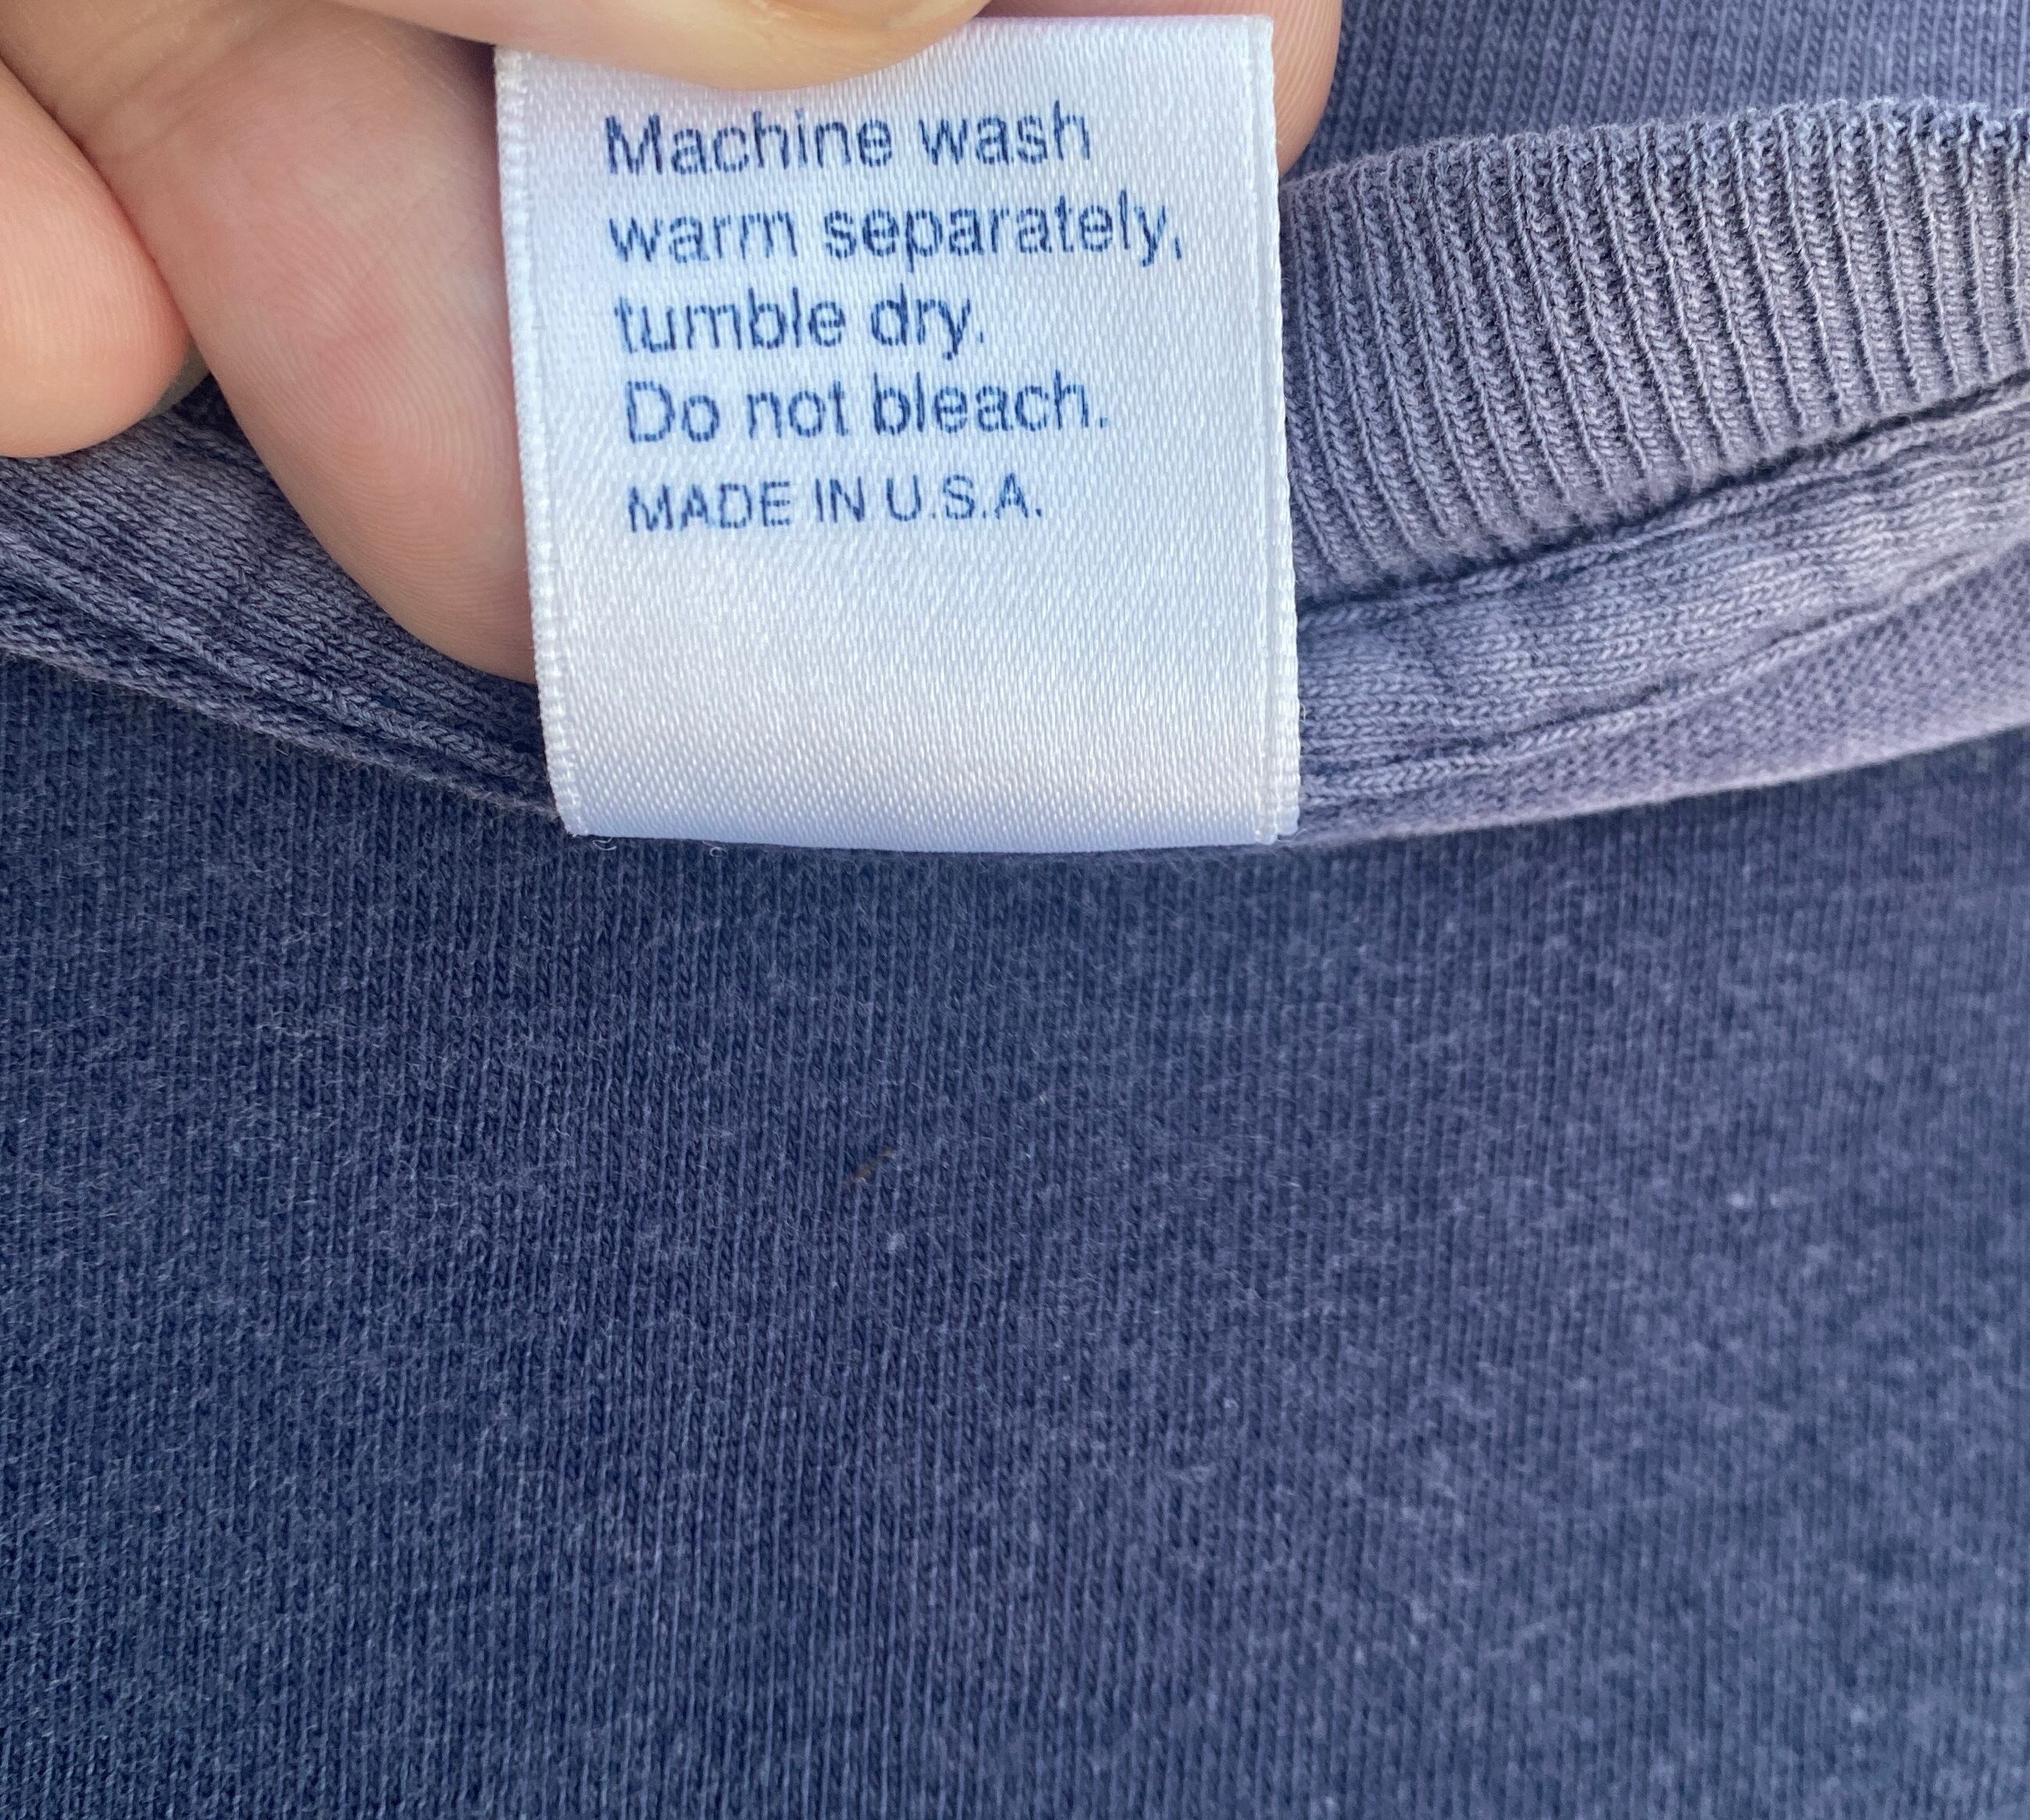 Machine wash
warm separately,
tumble dry.
Do not bleach.
MADE IN U.S.A.